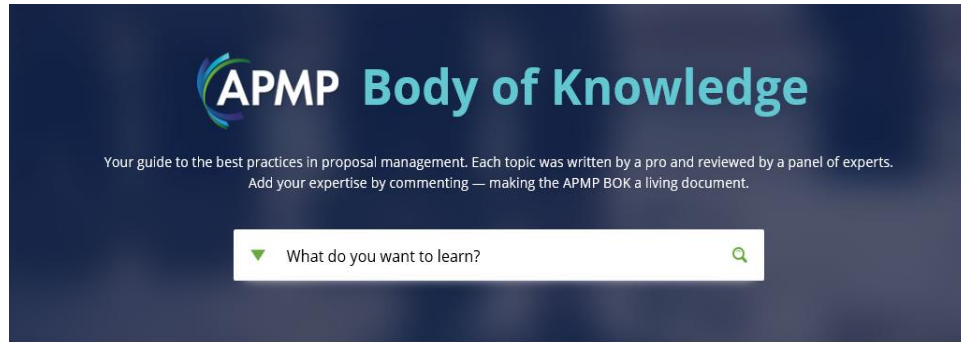 APMP Body of Knowledge
Your guide to the best practices in proposal management. Each topic was written by a pro and reviewed by a panel of experts.
Add your expertise by commenting — making the APMP BOK a living document.
What do you want to learn?